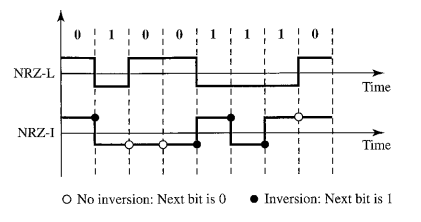 0 1 0 0 1 1 1 0
NRZ-L
Time
NRZ-I
Time
No inversion: Next bit is 0 Inversion: Next bit is 1